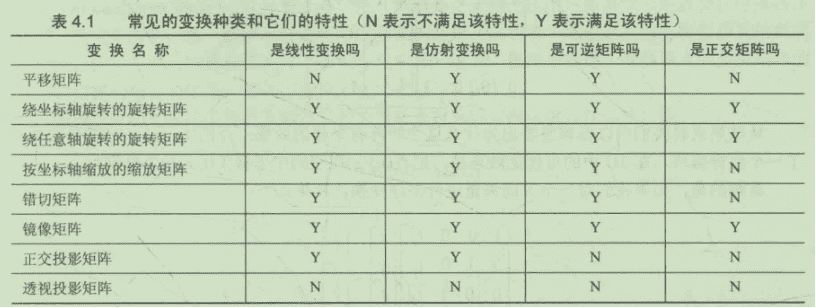 表 4.1 常见的变换种类和它们的特性（N 表示不满足该特性，Y 表示满足该特性）
变 换 名 称 是线性变换吗 是仿射变换吗 是可逆矩阵吗 是正交矩阵吗
平移矩阵 N Y Y N
绕坐标轴旋转的旋转矩阵 Y Y Y Y
绕任意轴旋转的旋转矩阵 Y Y Y Y
按坐标轴缩放的缩放矩阵 Y Y Y N
错切矩阵 Y Y Y N
镜像矩阵 Y Y Y Y
正交投影矩阵 Y Y N N
透视投影矩阵 N N N N